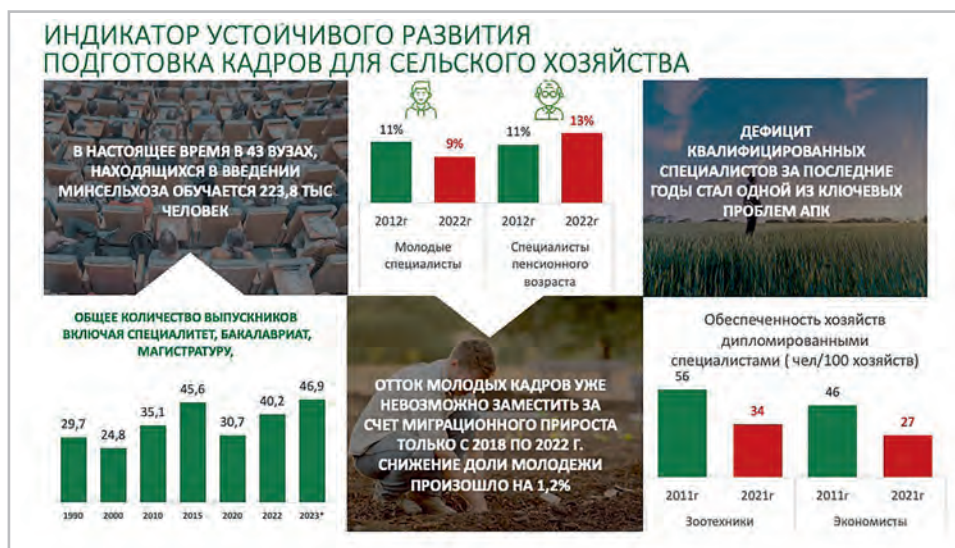 ИНДИКАТОР УСТОЙЧИВОГО РАЗВИТИЯ
ПОДГОТОВКА КАДРОВ ДЛЯ СЕЛЬСКОГО ХОЗЯЙСТВА
В НАСТОЯЩЕЕ ВРЕМЯ В 43 ВУЗАХ,
НАХОДЯЩИХСЯ В ВВЕДЕНИИ
МИНСЕЛЬХОЗА ОБУЧАЕТСЯ 223,8 ТЫС
ЧЕЛОВЕК
11%
9%
11%
13%
2012г
2022г
2012г
2022г
Молодые
специалисты
Специалисты
пенсионного
возраста
ДЕФИЦИТ
КВАЛИФИЦИРОВАННЫХ
СПЕЦИАЛИСТОВ ЗА ПОСЛЕДНИЕ
ГОДЫ СТАЛ ОДНОЙ ИЗ КЛЮЧЕВЫХ
ПРОБЛЕМ АПК
ОБЩЕЕ КОЛИЧЕСТВО ВЫПУСКНИКОВ
ВКЛЮЧАЯ СПЕЦИАЛИТЕТ, БАКАЛАВРИАТ,
МАГИСТРАТУРУ,
29,7
24,8
35,1
45,6
30,7
40,2
46,9
1990
2000
2010
2015
2020
2022
2023*
ОТТОК МОЛОДЫХ КАДРОВ УЖЕ
НЕВОЗМОЖНО ЗАМЕСТИТЬ ЗА
СЧЕТ МИГРАЦИОННОГО ПРИРОСТА
ТОЛЬКО С 2018 ПО 2022 Г.
СНИЖЕНИЕ ДОЛИ МОЛОДЕЖИ
ПРОИЗОШЛО НА 1,2%
Обеспеченность хозяйств
дипломированными
специалистами ( чел/100 хозяйств)
56
34
46
27
2011г
2021г
2011г
2021г
Зоотехники
Экономисты